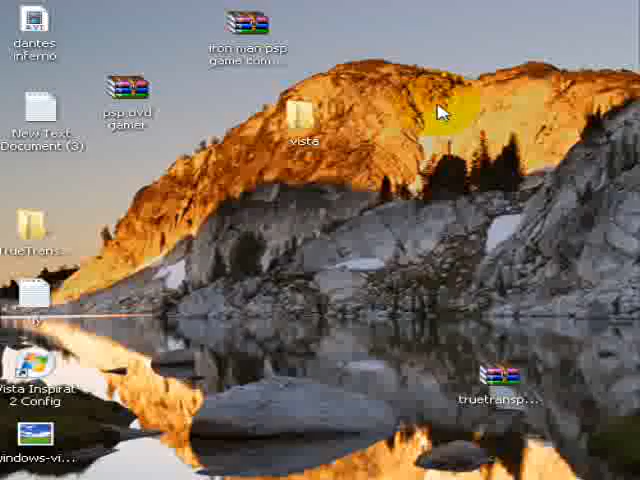 dantes
inferno
iron man psp
game com...
psp dvd
gamer
New Text
Document (3)
vista
TrueTrans...
Vista Inspirat
2 Config
truetransp...
windows-vi...